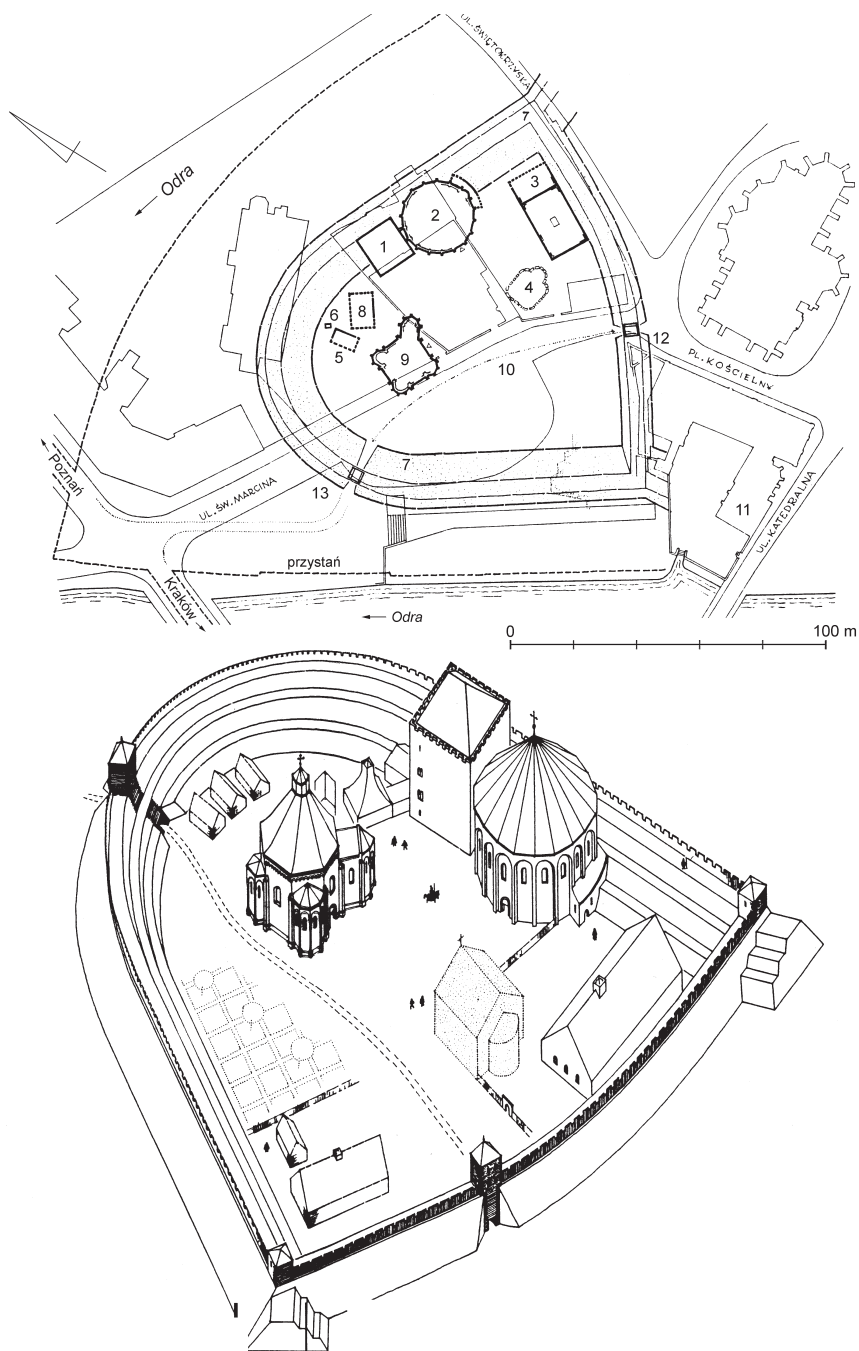 UL. ŚWIĘTOKRZYSKA
7
Odra
3
2
1
4
8
6
5
12
9
10
PL. KOŚCIELNY
7
Poznań
13
UL. ŚW. MARCINA
11
UL. KATEDRALNA
przystań
Kraków
Odra
0
100 m